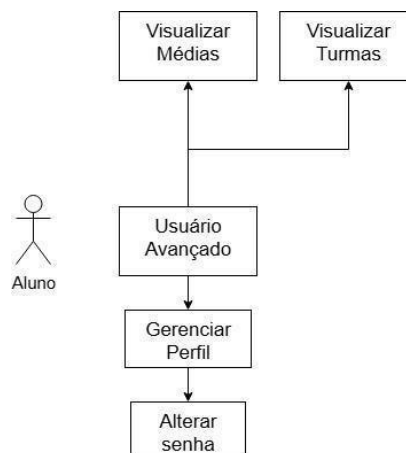 Visualizar
Médias
Visualizar
Turmas
Usuário
Avançado
Aluno
Gerenciar
Perfil
Alterar
senha